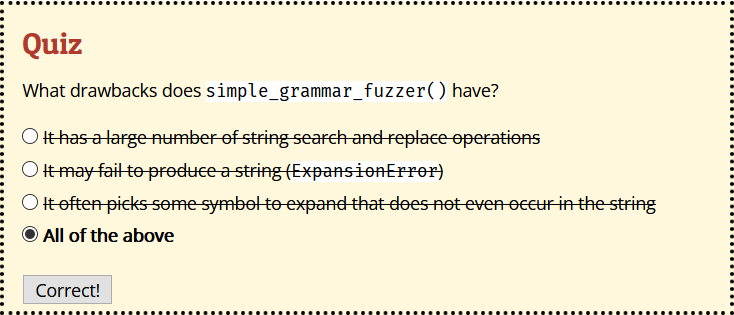 Quiz
What drawbacks does simple_grammar_fuzzer() have?
It has a large number of string search and replace operations
It may fail to produce a string (ExpansionError)
It often picks some symbol to expand that does not even occur in the string
All of the above
Correct!